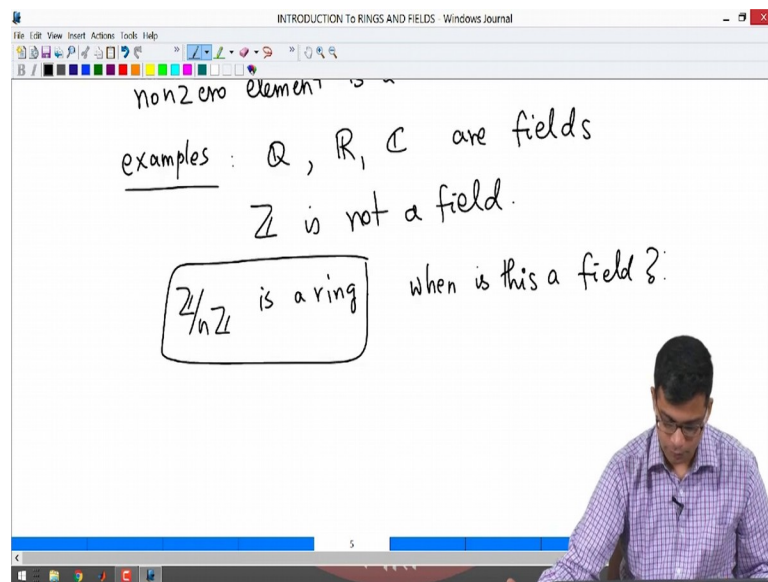 INTRODUCTION To RINGS AND FIELDS - Windows Journal
File Edit View Insert Actions Tools Help
B I
nonzero element is a
examples : ℚ, ℝ, ℂ are fields
ℤ is not a field.
ℤ/nℤ is a ring when is this a field?
5